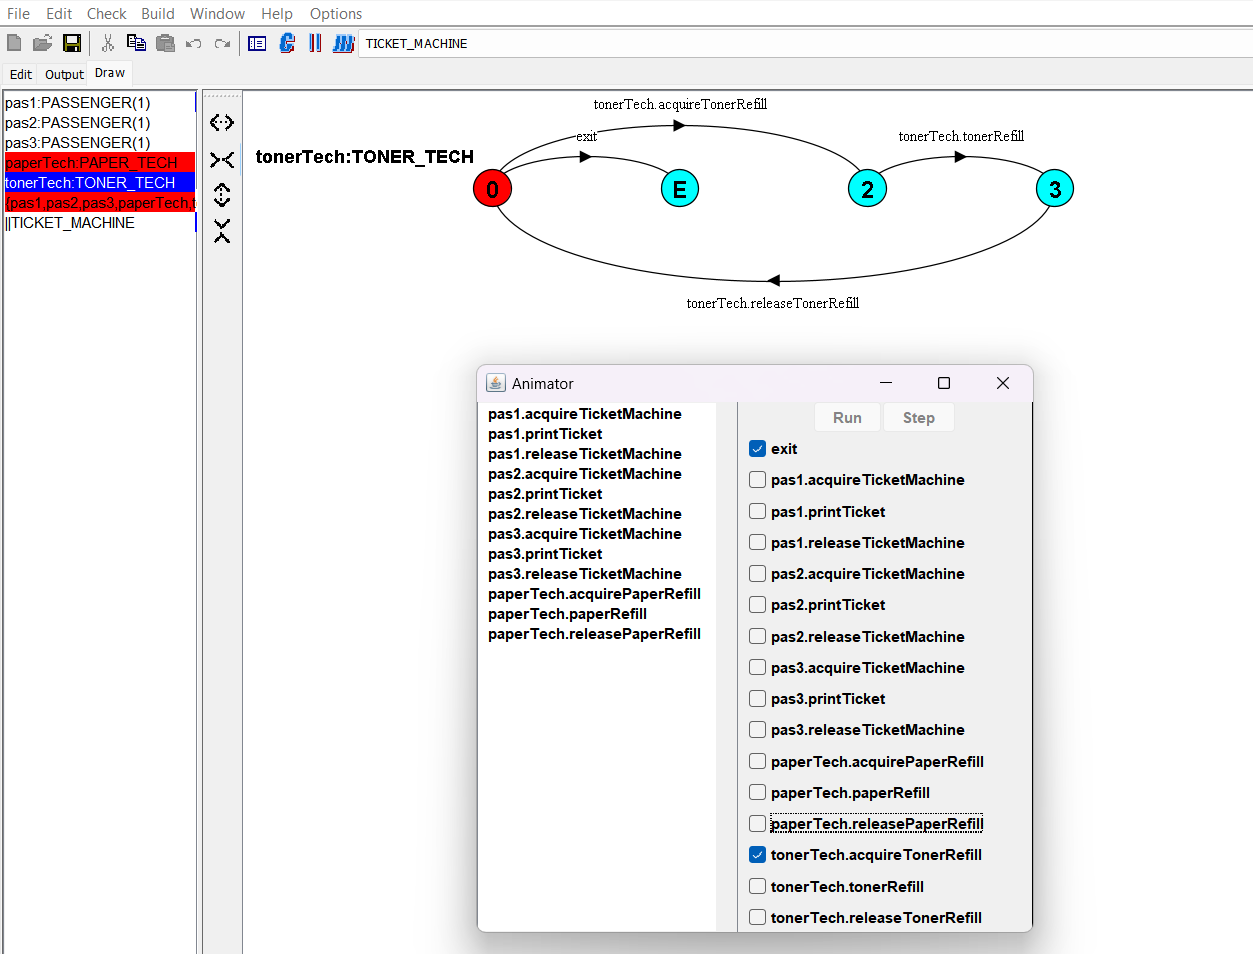 File Edit Check Build Window Help Options
TICKET_MACHINE
Edit Output Draw
pas1:PASSENGER(1)
pas2:PASSENGER(1)
pas3:PASSENGER(1)
paperTech:PAPER_TECH
tonerTech:TONER_TECH
{pas1,pas2,pas3,paperTech,t
||TICKET_MACHINE
tonerTech:TONER_TECH
tonerTech.acquireTonerRefill
exit
tonerTech.tonerRefill
0 E 2 3
tonerTech.releaseTonerRefill
Animator
pas1.acquireTicketMachine
pas1.printTicket
pas1.releaseTicketMachine
pas2.acquireTicketMachine
pas2.printTicket
pas2.releaseTicketMachine
pas3.acquireTicketMachine
pas3.printTicket
pas3.releaseTicketMachine
paperTech.acquirePaperRefill
paperTech.paperRefill
paperTech.releasePaperRefill
Run Step
exit
pas1.acquireTicketMachine
pas1.printTicket
pas1.releaseTicketMachine
pas2.acquireTicketMachine
pas2.printTicket
pas2.releaseTicketMachine
pas3.acquireTicketMachine
pas3.printTicket
pas3.releaseTicketMachine
paperTech.acquirePaperRefill
paperTech.paperRefill
paperTech.releasePaperRefill
tonerTech.acquireTonerRefill
tonerTech.tonerRefill
tonerTech.releaseTonerRefill